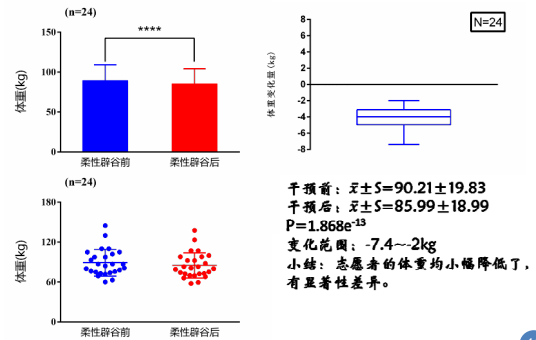 (n=24)
****
体重(kg)
150
100
50
0
柔性辟谷前
柔性辟谷后
N=24
体重变化量(kg)
8
6
4
2
0
-2
-4
-6
-8
(n=24)
体重(kg)
180
120
60
0
柔性辟谷前
柔性辟谷后
干预前：x̄±S=90.21±19.83
干预后：x̄±S=85.99±18.99
P=1.868e⁻¹³
变化范围：-7.4～-2kg
小结：志愿者的体重均小幅降低了，
有显著性差异。